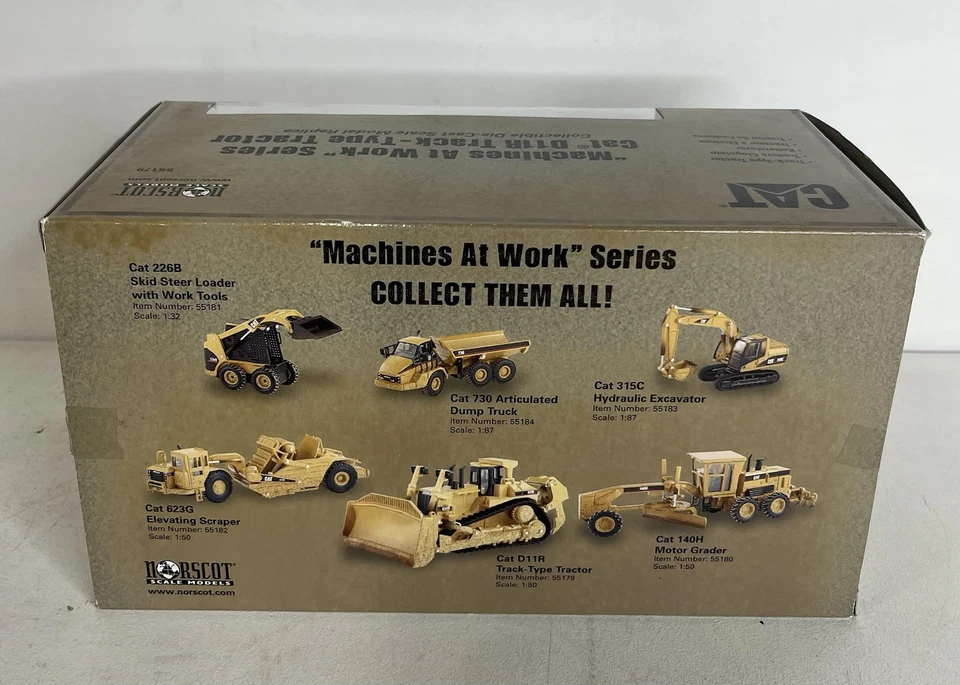 "Machines At Work" Series
Cat® D11R Track-Type Tractor
Collectible Die-Cast Scale Model Replica
NORSCOT
SCALE MODELS
www.norscot.com
55179
CAT
"Machines At Work" Series
COLLECT THEM ALL!
Cat 226B
Skid Steer Loader
with Work Tools
Item Number: 55181
Scale: 1:32
Cat 730 Articulated
Dump Truck
Item Number: 55184
Scale: 1:87
Cat 315C
Hydraulic Excavator
Item Number: 55183
Scale: 1:87
Cat 623G
Elevating Scraper
Item Number: 55182
Scale: 1:50
Cat D11R
Track-Type Tractor
Item Number: 55179
Scale: 1:50
Cat 140H
Motor Grader
Item Number: 55180
Scale: 1:50
NORSCOT®
SCALE MODELS
www.norscot.com